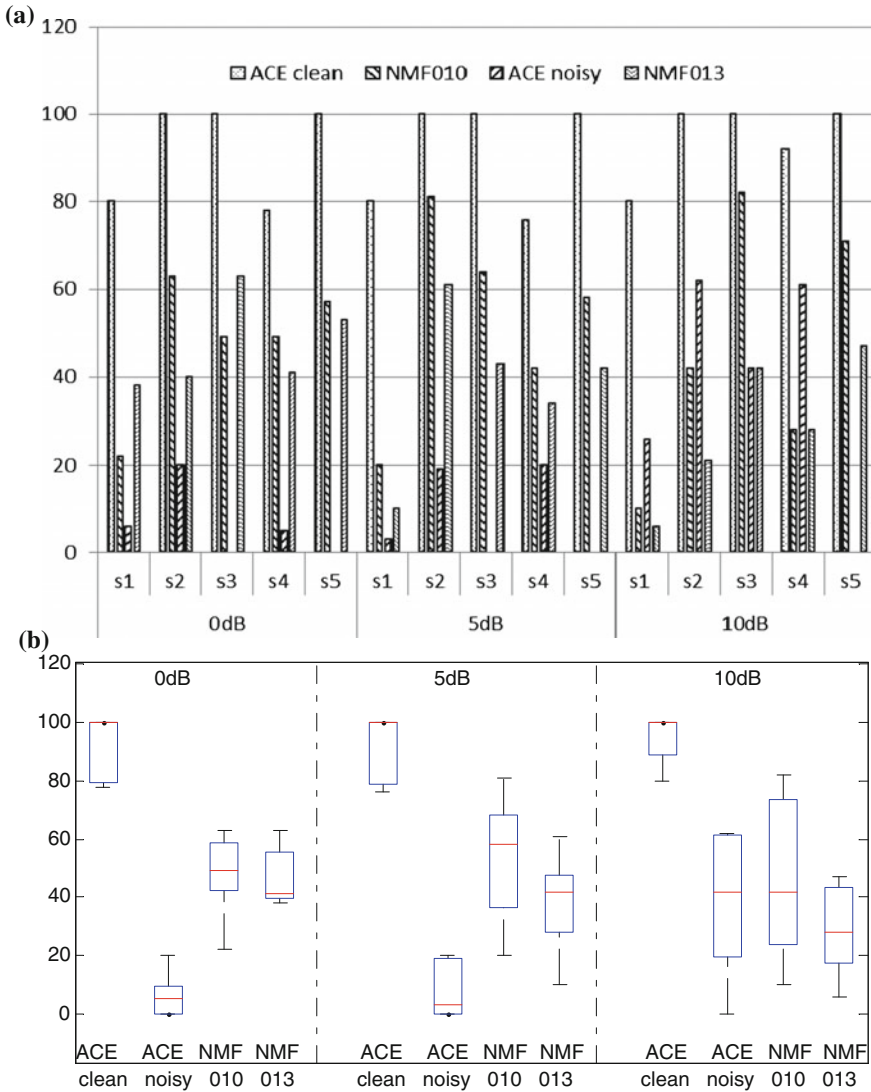 (a)
120
ACE clean NMF010 ACE noisy NMF013
100
80
60
40
20
0
s1 s2 s3 s4 s5 s1 s2 s3 s4 s5 s1 s2 s3 s4 s5
0dB 5dB 10dB
(b)
120
0dB 5dB 10dB
100
80
60
40
20
0
ACE ACE NMF NMF ACE ACE NMF NMF ACE ACE NMF NMF
clean noisy 010 013 clean noisy 010 013 clean noisy 010 013